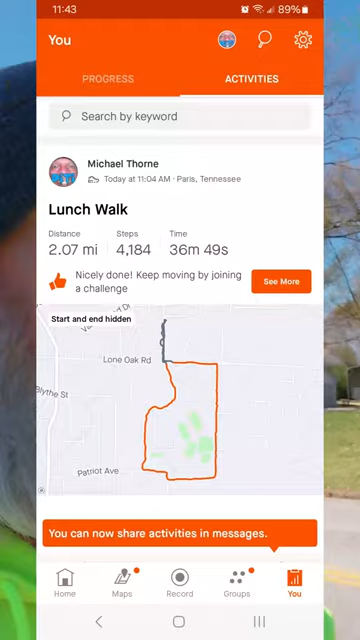 11:43
89%
You
PROGRESS
ACTIVITIES
Search by keyword
Michael Thorne
Today at 11:04 AM · Paris, Tennessee
Lunch Walk
Distance
Steps
Time
2.07 mi
4,184
36m 49s
Nicely done! Keep moving by joining
a challenge
See More
Start and end hidden
Lone Oak Rd
Blythe St
Patriot Ave
You can now share activities in messages.
Home
Maps
Record
Groups
You